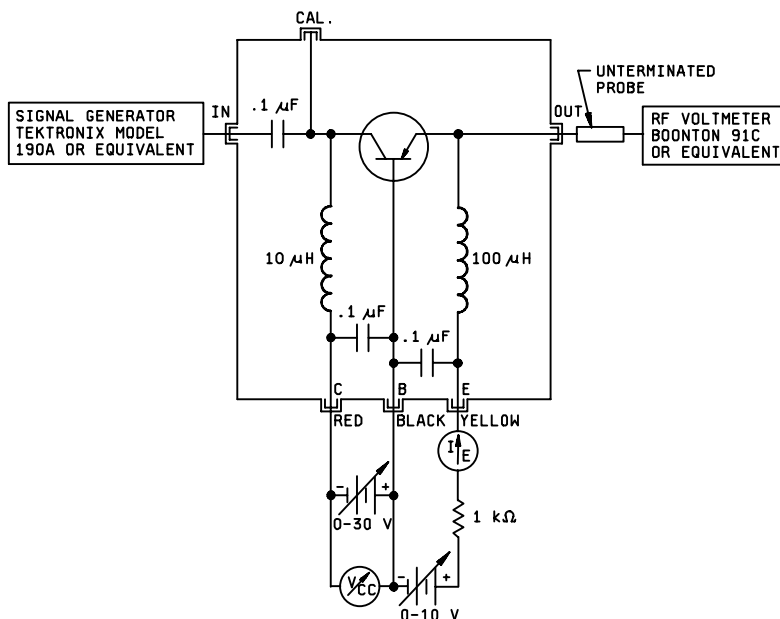 CAL.
UNTERMINATED
PROBE
IN
.1 µF
OUT
SIGNAL GENERATOR
TEKTRONIX MODEL
190A OR EQUIVALENT
RF VOLTMETER
BOONTON 91C
OR EQUIVALENT
10 µH
100 µH
.1 µF
.1 µF
C
B
E
RED
BLACK
YELLOW
I E
- +
0-30 V
1 kΩ
VCC
- +
0-10 V